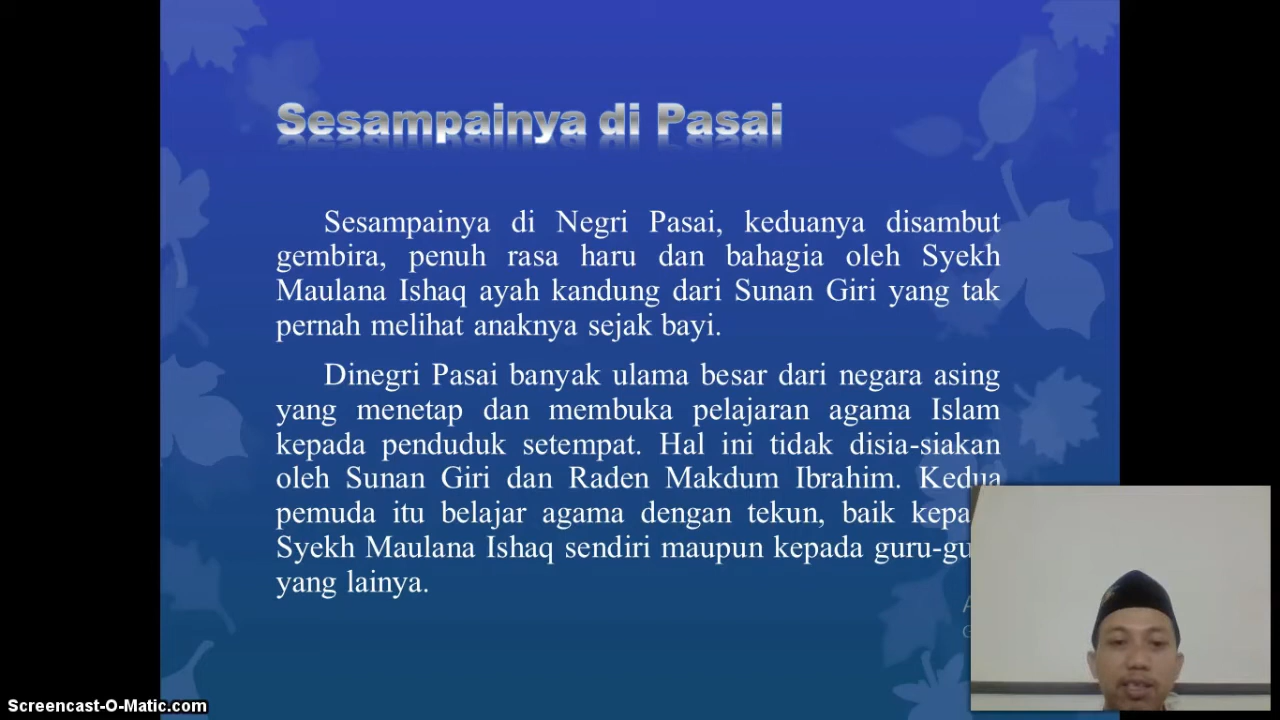 Sesampainya di Pasai
Sesampainya di Negri Pasai, keduanya disambut
gembira, penuh rasa haru dan bahagia oleh Syekh
Maulana Ishaq ayah kandung dari Sunan Giri yang tak
pernah melihat anaknya sejak bayi.
Dinegri Pasai banyak ulama besar dari negara asing
yang menetap dan membuka pelajaran agama Islam
kepada penduduk setempat. Hal ini tidak disia-siakan
oleh Sunan Giri dan Raden Makdum Ibrahim. Kedua
pemuda itu belajar agama dengan tekun, baik
Syekh Maulana Ishaq sendiri maupun kepada
yang lainya.
Screencast-O-Matic.com